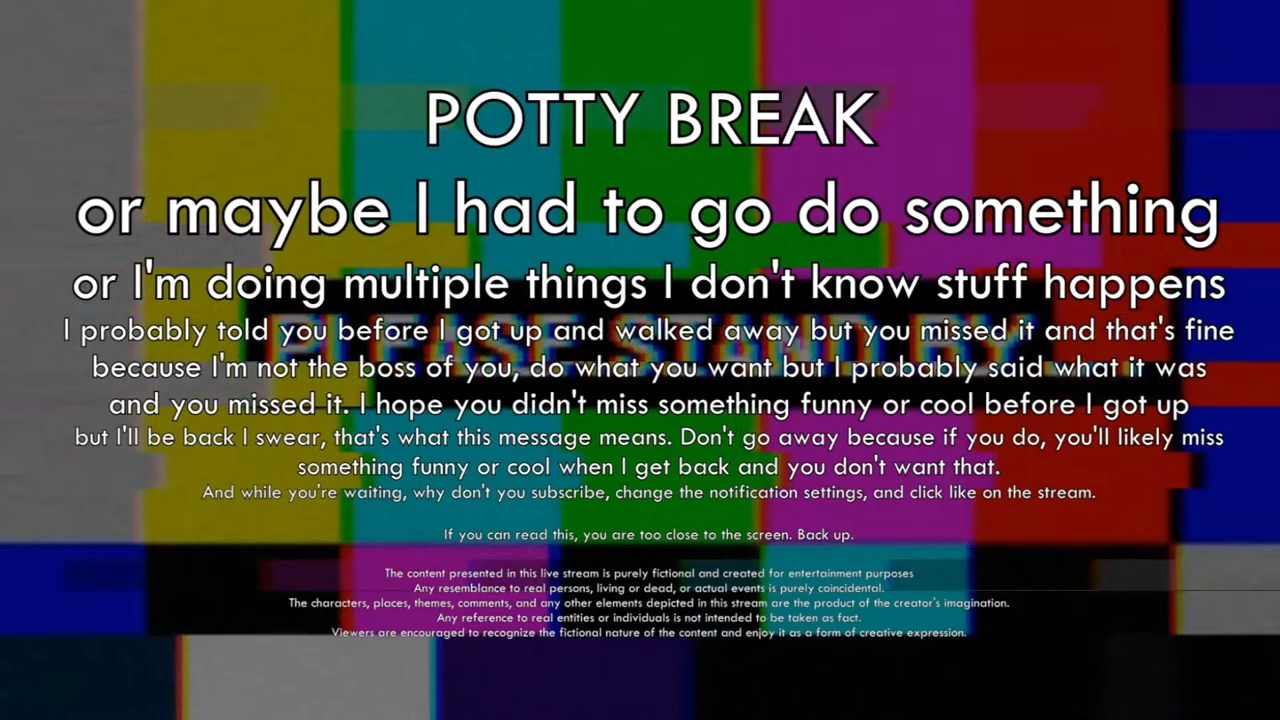 POTTY BREAK
or maybe I had to go do something
or I'm doing multiple things I don't know stuff happens
I probably told you before I got up and walked away but you missed it and that's fine
because I'm not the boss of you, do what you want but I probably said what it was
and you missed it. I hope you didn't miss something funny or cool before I got up
but I'll be back I swear, that's what this message means. Don't go away because if you do, you'll likely miss
something funny or cool when I get back and you don't want that.
And while you're waiting, why don't you subscribe, change the notification settings, and click like on the stream.
If you can read this, you are too close to the screen. Back up.
The content presented in this live stream is purely fictional and created for entertainment purposes
Any resemblance to real persons, living or dead, or actual events is purely coincidental.
The characters, places, themes, comments, and any other elements depicted in this stream are the product of the creator's imagination.
Any reference to real entities or individuals is not intended to be taken as fact.
Viewers are encouraged to recognize the fictional nature of the content and enjoy it as a form of creative expression.
PLEASE STAND BY